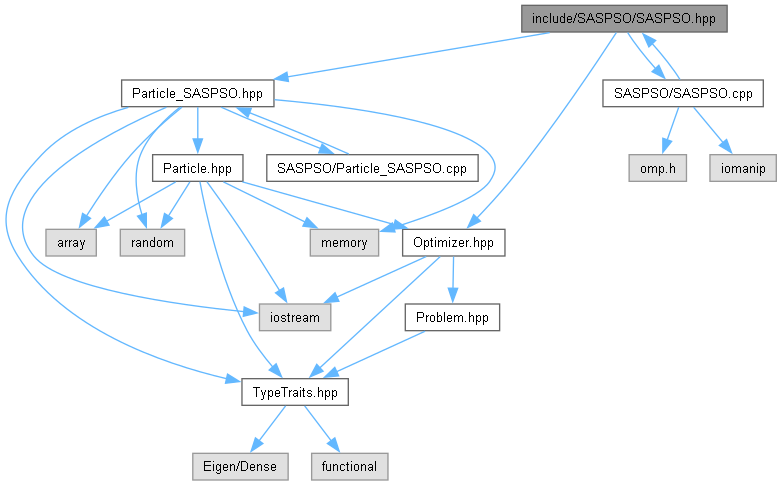 include/SASPSO/SASPSO.hpp
Particle_SASPSO.hpp
SASPSO/SASPSO.cpp
Particle.hpp
SASPSO/Particle_SASPSO.cpp
omp.h
iomanip
array
random
memory
Optimizer.hpp
iostream
Problem.hpp
TypeTraits.hpp
Eigen/Dense
functional